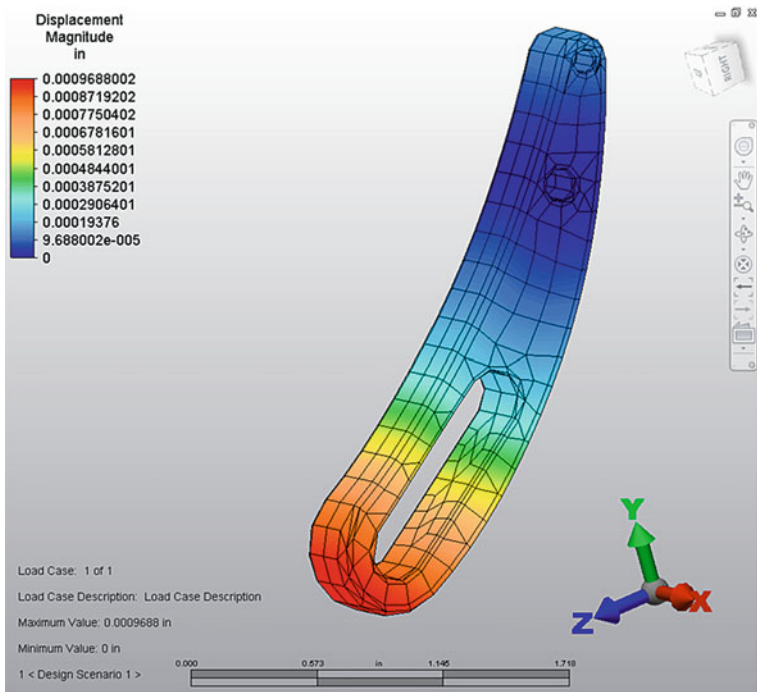 Displacement
Magnitude
in
0.0009688002
0.0008719202
0.0007750402
0.0006781601
0.0005812801
0.0004844001
0.0003875201
0.0002906401
0.00019376
9.688002e-005
0
RIGHT
Y
X
Z
Load Case: 1 of 1
Load Case Description: Load Case Description
Maximum Value: 0.0009688 in
Minimum Value: 0 in
1 < Design Scenario 1 >
0.000
0.573
in
1.145
1.718